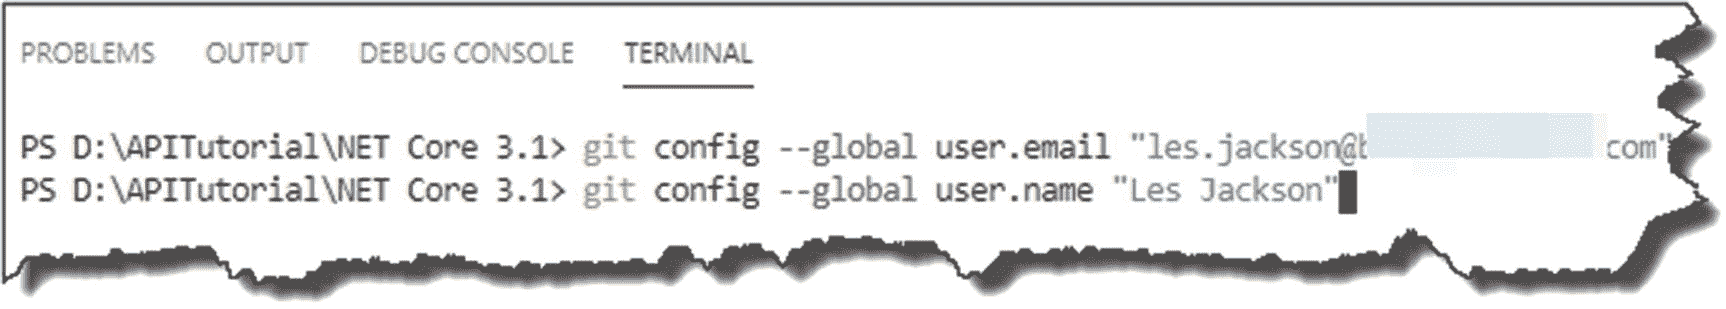 PROBLEMS OUTPUT DEBUG CONSOLE TERMINAL
PS D:\APITutorial\NET Core 3.1> git config --global user.email "les.jackson@b com"
PS D:\APITutorial\NET Core 3.1> git config --global user.name "Les Jackson"